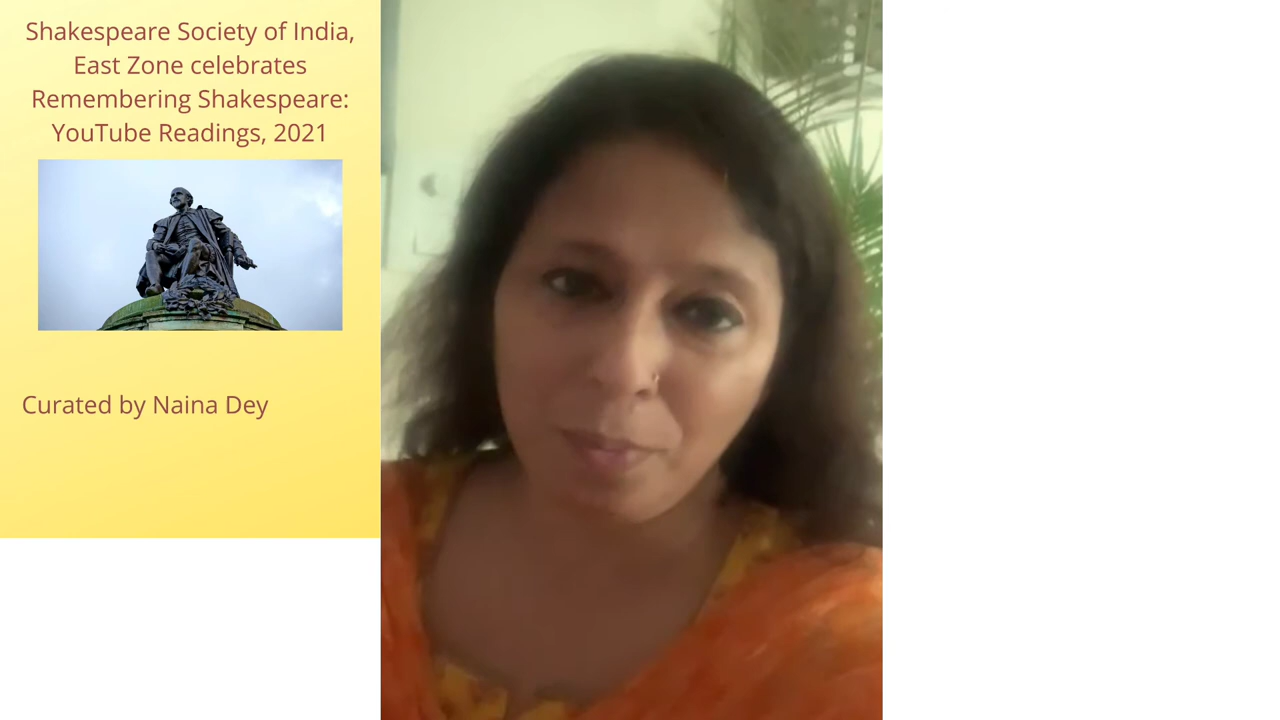 Shakespeare Society of India,
East Zone celebrates
Remembering Shakespeare:
YouTube Readings, 2021
Curated by Naina Dey